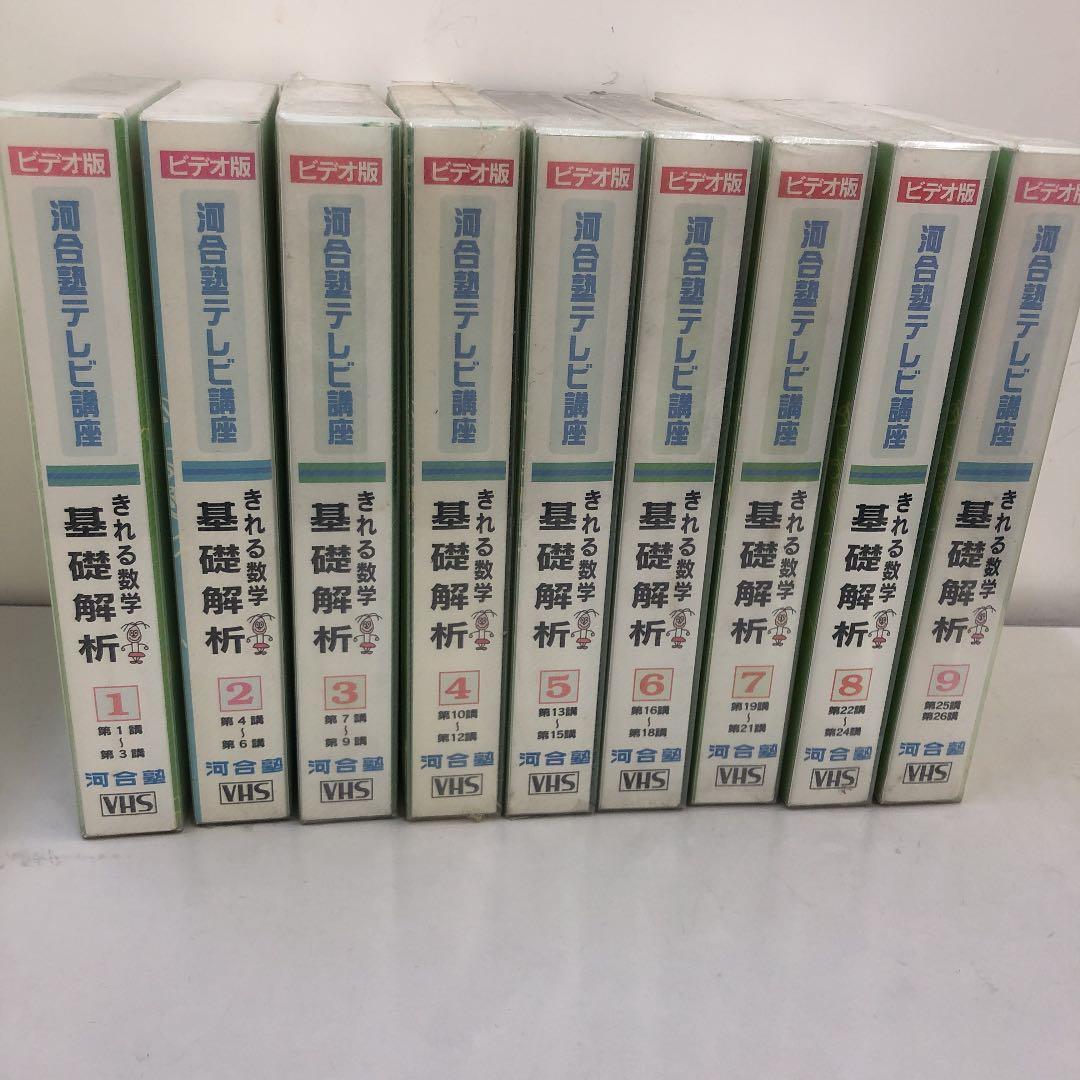 ビデオ版
河合塾テレビ講座
きれる数学
基礎解析
1
第1講
〜
第3講
河合塾
VHS
ビデオ版
河合塾テレビ講座
きれる数学
基礎解析
2
第4講
〜
第6講
河合塾
VHS
ビデオ版
河合塾テレビ講座
きれる数学
基礎解析
3
第7講
〜
第9講
河合塾
VHS
ビデオ版
河合塾テレビ講座
きれる数学
基礎解析
4
第10講
〜
第12講
河合塾
VHS
ビデオ版
河合塾テレビ講座
きれる数学
基礎解析
5
第13講
〜
第15講
河合塾
VHS
ビデオ版
河合塾テレビ講座
きれる数学
基礎解析
6
第16講
〜
第18講
河合塾
VHS
ビデオ版
河合塾テレビ講座
きれる数学
基礎解析
7
第19講
〜
第21講
河合塾
VHS
ビデオ版
河合塾テレビ講座
きれる数学
基礎解析
8
第22講
〜
第24講
河合塾
VHS
ビデオ版
河合塾テレビ講座
きれる数学
基礎解析
9
第25講
第26講
河合塾
VHS